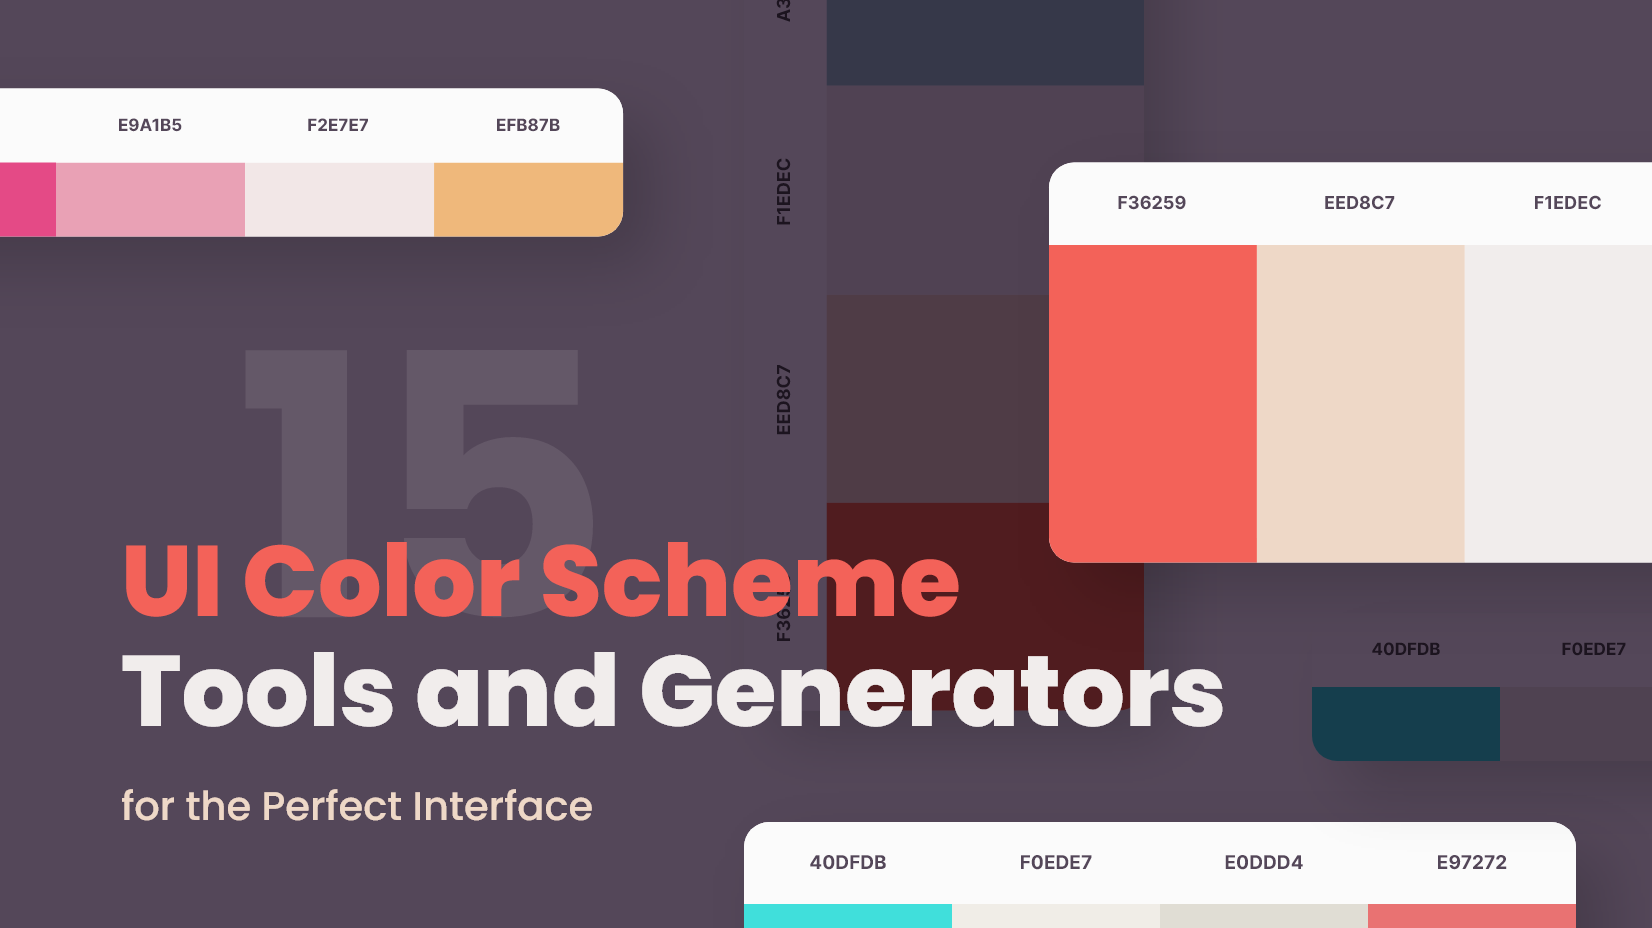 A3
E9A1B5 F2E7E7 EFB87B
F1EDEC
F36259 EED8C7 F1EDEC
EED8C7
15
UI Color Scheme
Tools and Generators
for the Perfect Interface
40DFDB F0EDE7
40DFDB F0EDE7 E0DDD4 E97272